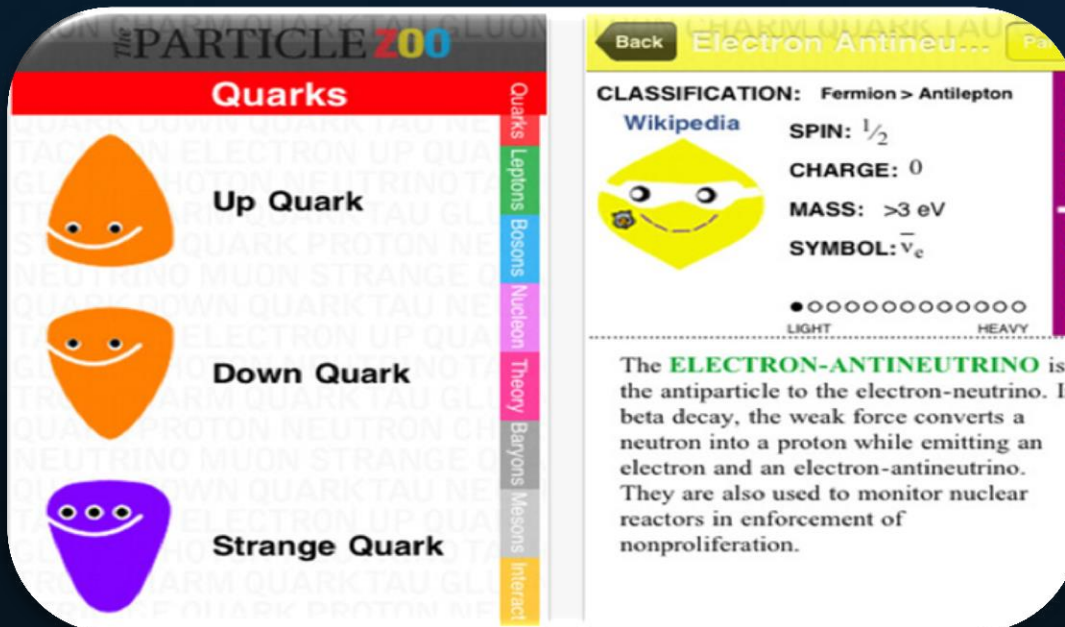 The PARTICLE ZOO
Quarks
Up Quark
Down Quark
Strange Quark
Quarks
Leptons
Bosons
Nucleon
Theory
Baryons
Mesons
Interact
Back
Electron Antineu...
CLASSIFICATION: Fermion > Antilepton
Wikipedia
SPIN: 1/2
CHARGE: 0
MASS: >3 eV
SYMBOL: ν̅e
LIGHT HEAVY
The ELECTRON-ANTINEUTRINO is
the antiparticle to the electron-neutrino. I
beta decay, the weak force converts a
neutron into a proton while emitting an
electron and an electron-antineutrino.
They are also used to monitor nuclear
reactors in enforcement of
nonproliferation.